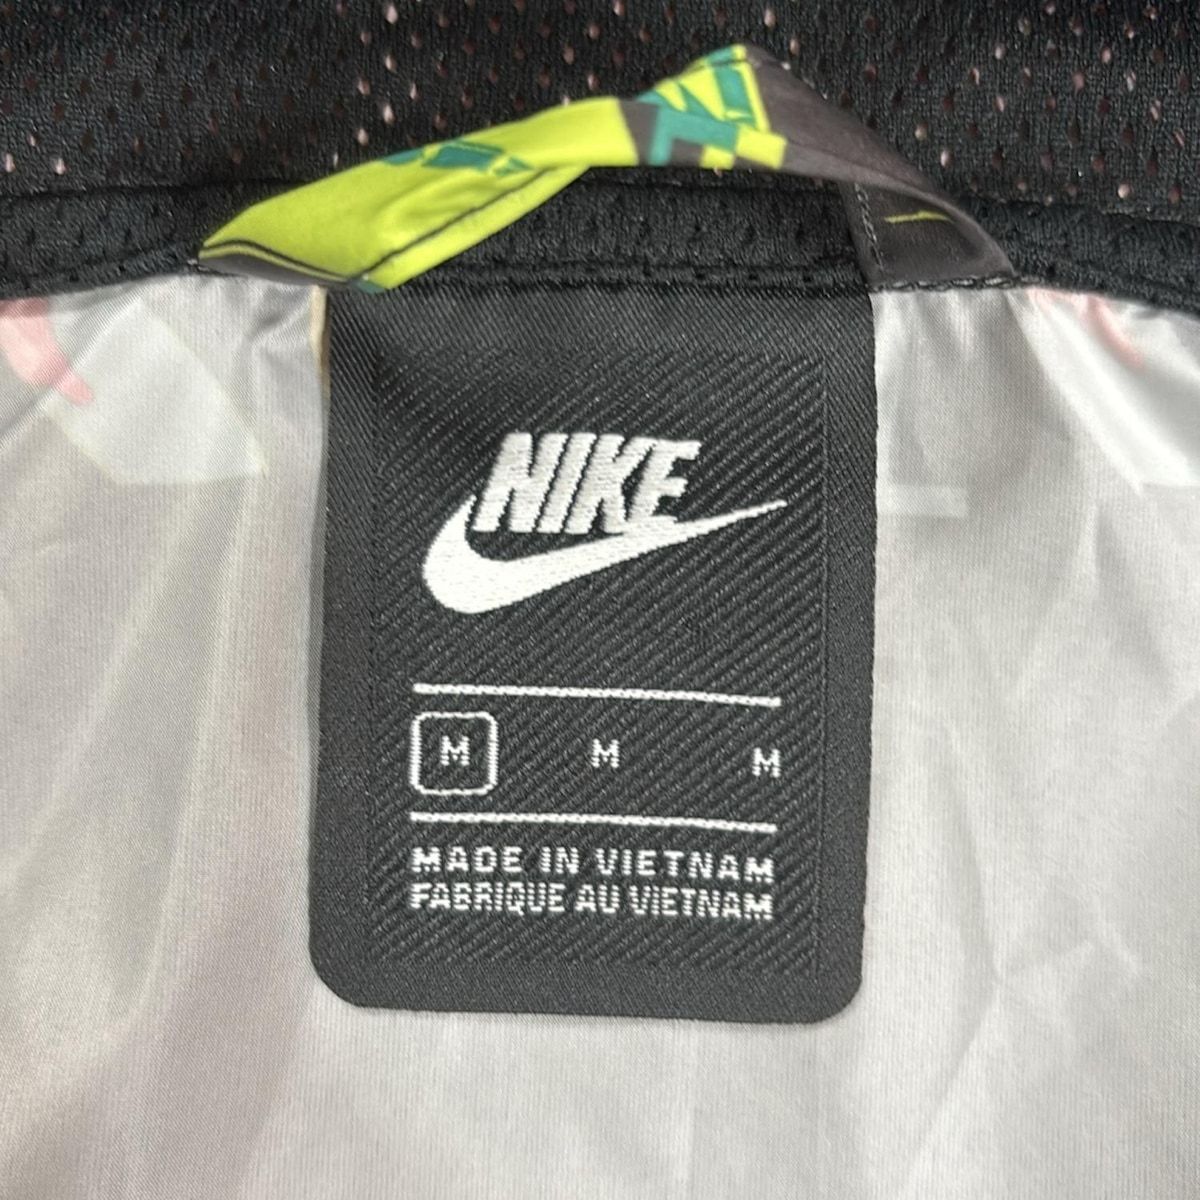 NIKE
M M M
MADE IN VIETNAM
FABRIQUE AU VIETNAM